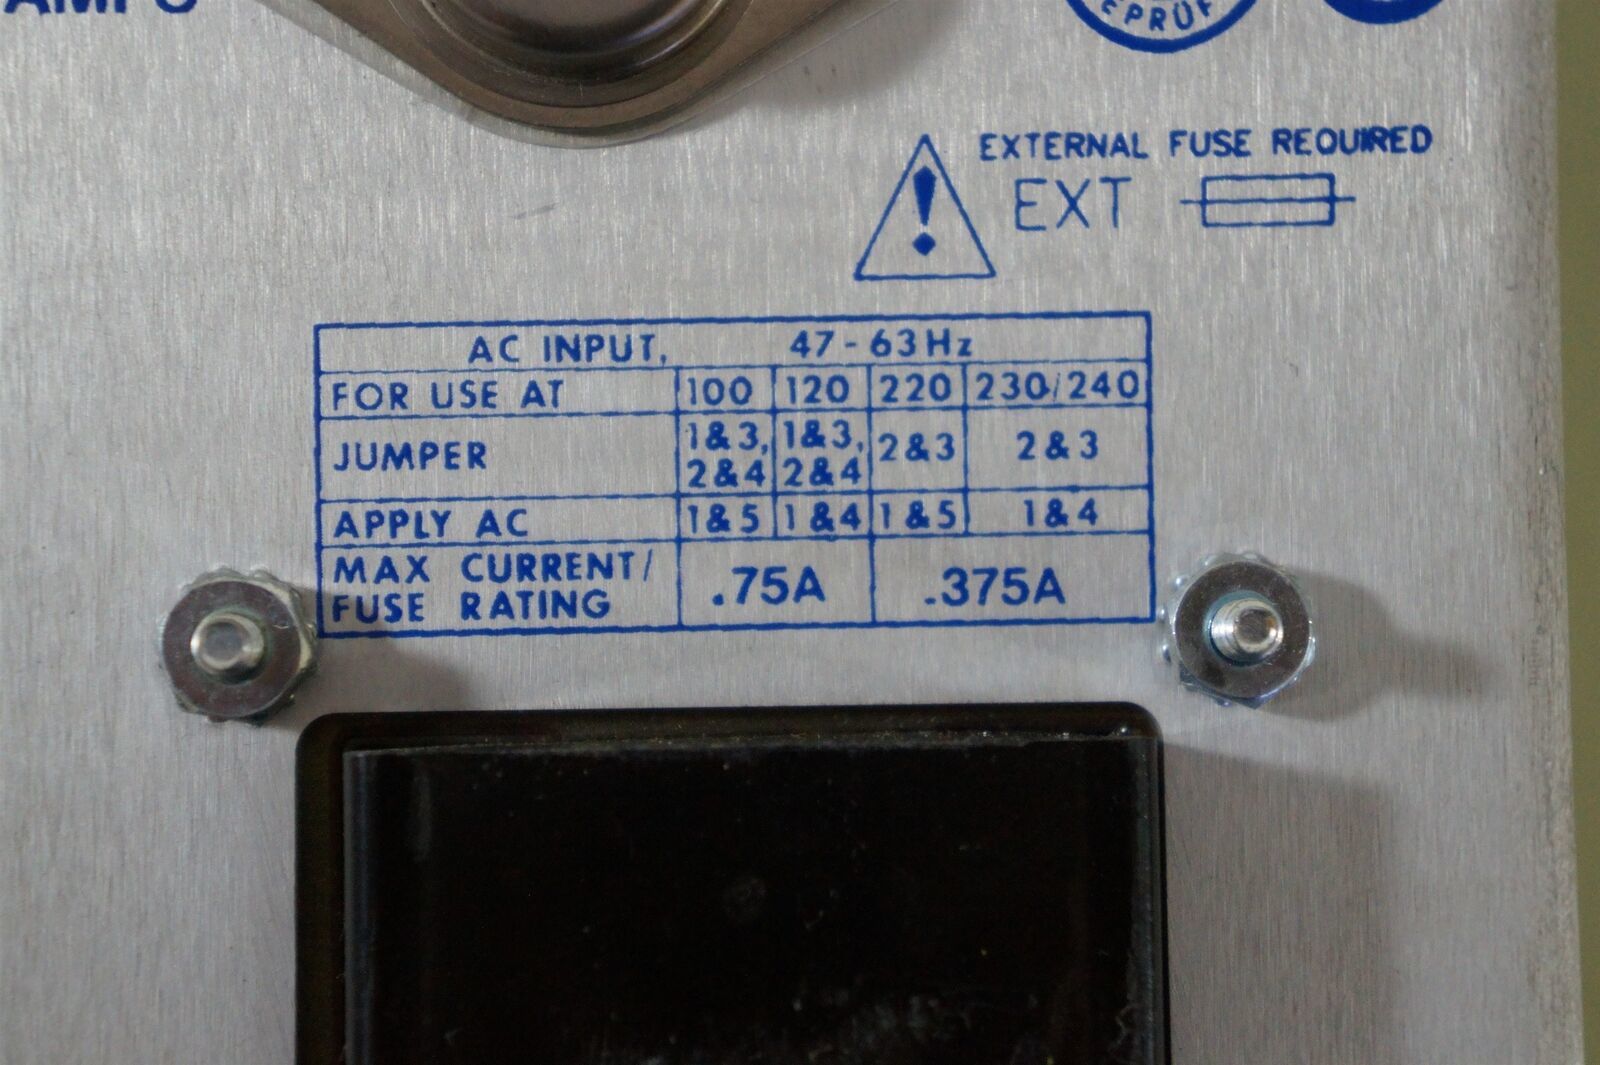 AMPS
EPRÜF
EXTERNAL FUSE REQUIRED
EXT
AC INPUT, 47-63Hz
FOR USE AT 100 120 220 230/240
JUMPER 1&3, 2&4 1&3, 2&4 2&3 2&3
APPLY AC 1&5 1&4 1&5 1&4
MAX CURRENT/
FUSE RATING .75A .375A